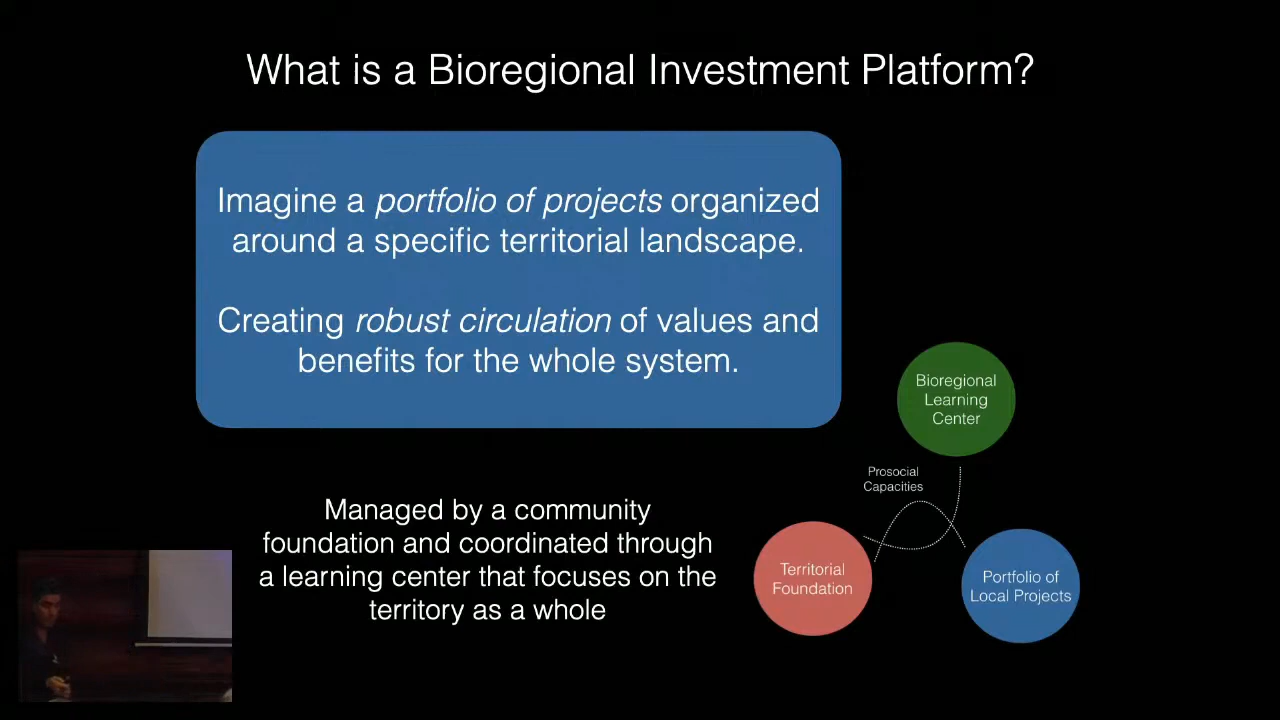 What is a Bioregional Investment Platform?
Imagine a portfolio of projects organized
around a specific territorial landscape.
Creating robust circulation of values and
benefits for the whole system.
Managed by a community
foundation and coordinated through
a learning center that focuses on the
territory as a whole
Bioregional
Learning
Center
Prosocial
Capacities
Territorial
Foundation
Portfolio of
Local Projects